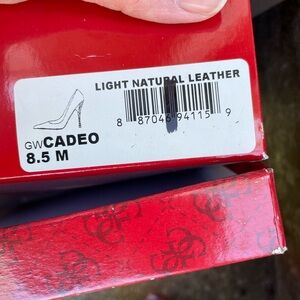 LIGHT NATURAL LEATHER
8 87046 94115 9
GWCADEO
8.5 M